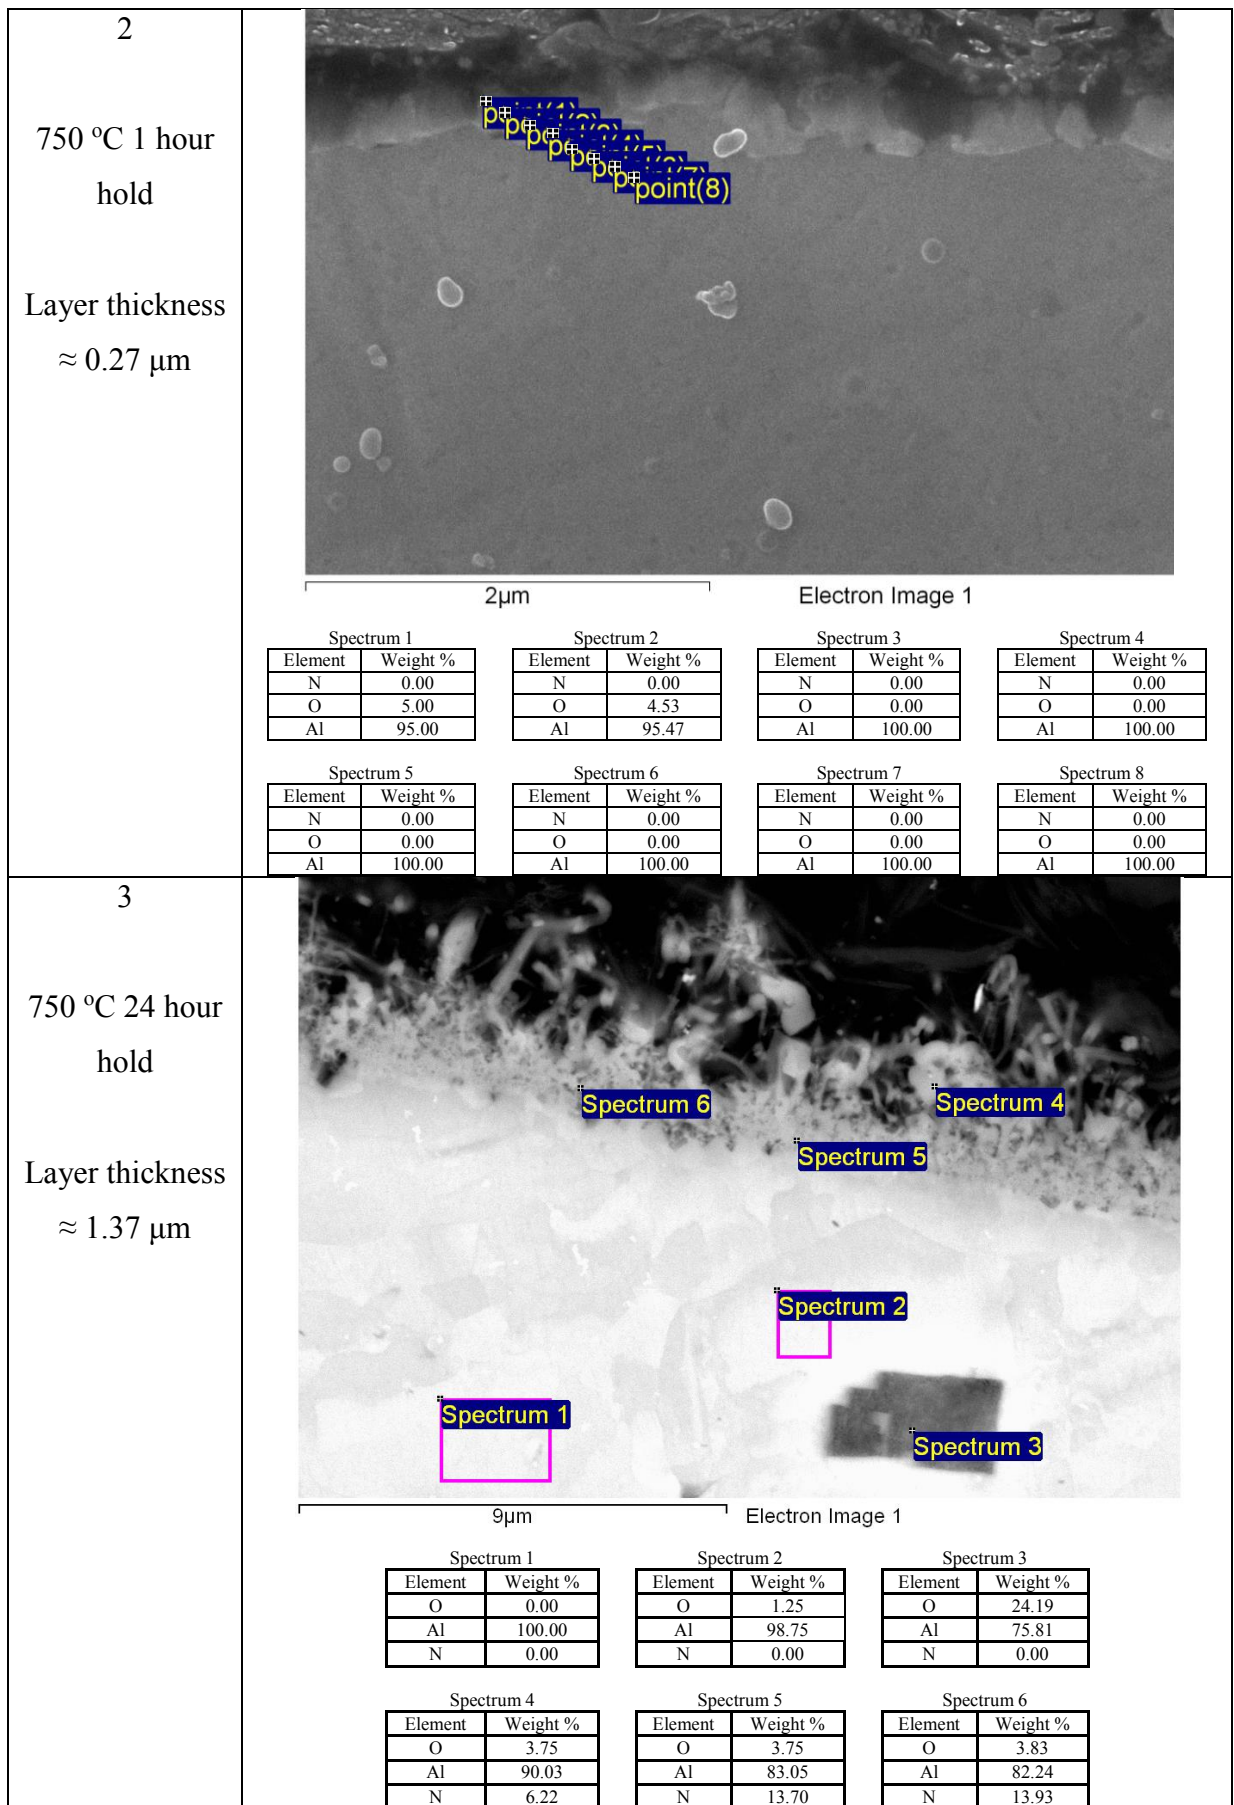 2
750 ºC 1 hour
hold
Layer thickness
≈ 0.27 μm
point(8)
2μm Electron Image 1
Spectrum 1 Spectrum 2 Spectrum 3 Spectrum 4
Element Weight % Element Weight % Element Weight % Element Weight %
N 0.00 N 0.00 N 0.00 N 0.00
O 5.00 O 4.53 O 0.00 O 0.00
Al 95.00 Al 95.47 Al 100.00 Al 100.00
Spectrum 5 Spectrum 6 Spectrum 7 Spectrum 8
Element Weight % Element Weight % Element Weight % Element Weight %
N 0.00 N 0.00 N 0.00 N 0.00
O 0.00 O 0.00 O 0.00 O 0.00
Al 100.00 Al 100.00 Al 100.00 Al 100.00
3
750 ºC 24 hour
hold
Layer thickness
≈ 1.37 μm
Spectrum 6
Spectrum 4
Spectrum 5
Spectrum 2
Spectrum 1
Spectrum 3
9μm Electron Image 1
Spectrum 1 Spectrum 2 Spectrum 3
Element Weight % Element Weight % Element Weight %
O 0.00 O 1.25 O 24.19
Al 100.00 Al 98.75 Al 75.81
N 0.00 N 0.00 N 0.00
Spectrum 4 Spectrum 5 Spectrum 6
Element Weight % Element Weight % Element Weight %
O 3.75 O 3.75 O 3.83
Al 90.03 Al 83.05 Al 82.24
N 6.22 N 13.70 N 13.93